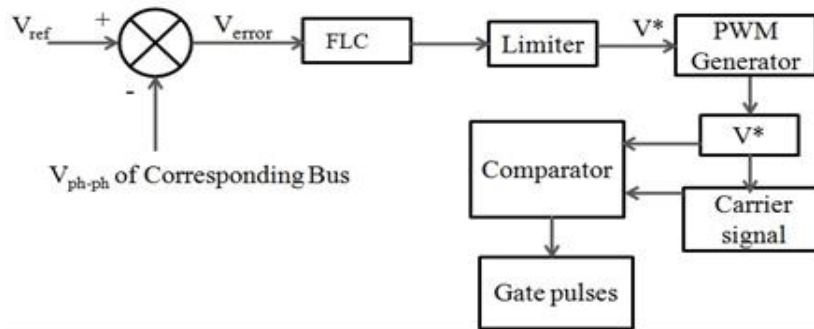 V_ref
+
V_error
FLC
Limiter
V*
PWM
Generator
-
V_ph-ph of Corresponding Bus
V*
Comparator
Carrier
signal
Gate pulses